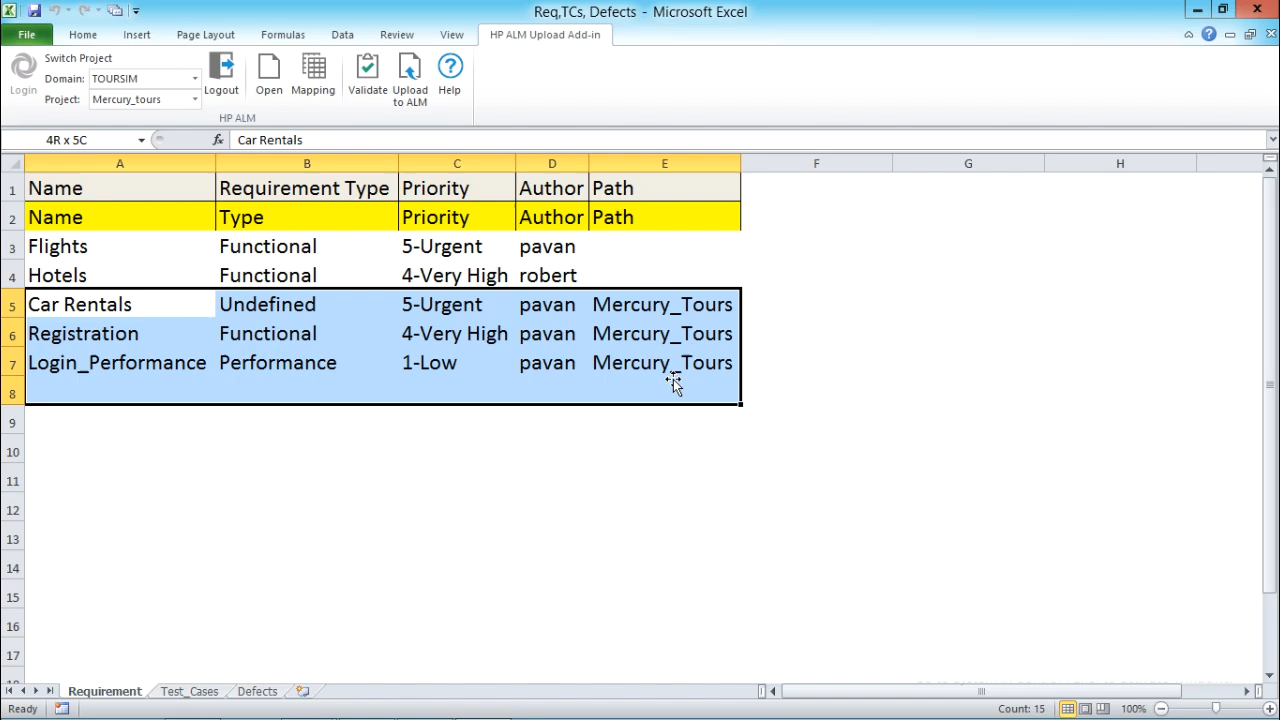 Req,TCs, Defects - Microsoft Excel
File Home Insert Page Layout Formulas Data Review View HP ALM Upload Add-in
Switch Project
Domain: TOURSIM
Project: Mercury_tours
Login Logout Open Mapping Validate Upload to ALM Help
HP ALM
4R x 5C fx Car Rentals
A B C D E F G H
1 Name Requirement Type Priority Author Path
2 Name Type Priority Author Path
3 Flights Functional 5-Urgent pavan
4 Hotels Functional 4-Very High robert
5 Car Rentals Undefined 5-Urgent pavan Mercury_Tours
6 Registration Functional 4-Very High pavan Mercury_Tours
7 Login_Performance Performance 1-Low pavan Mercury_Tours
8
9
10
11
12
13
14
15
16
17
Requirement Test_Cases Defects
Ready Count: 15 100%